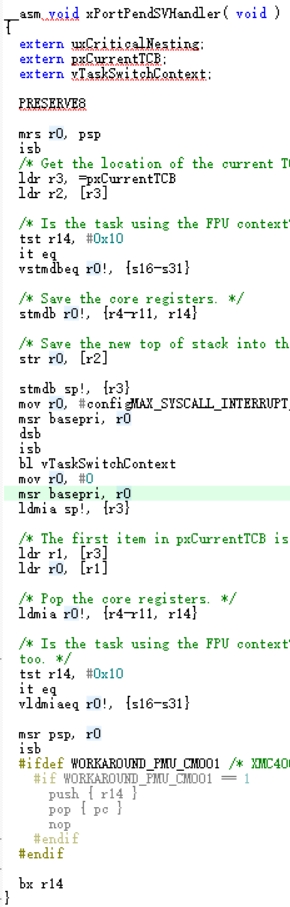 __asm void xPortPendSVHandler( void )
{
extern uxCriticalNesting;
extern pxCurrentTCB;
extern vTaskSwitchContext;
PRESERVE8
mrs r0, psp
isb
/* Get the location of the current T
ldr r3, =pxCurrentTCB
ldr r2, [r3]
/* Is the task using the FPU context
tst r14, #0x10
it eq
vstmdbeq r0!, {s16-s31}
/* Save the core registers. */
stmdb r0!, {r4-r11, r14}
/* Save the new top of stack into th
str r0, [r2]
stmdb sp!, {r3}
mov r0, #configMAX_SYSCALL_INTERRUPT_
msr basepri, r0
dsb
isb
bl vTaskSwitchContext
mov r0, #0
msr basepri, r0
ldmia sp!, {r3}
/* The first item in pxCurrentTCB is
ldr r1, [r3]
ldr r0, [r1]
/* Pop the core registers. */
ldmia r0!, {r4-r11, r14}
/* Is the task using the FPU context
too. */
tst r14, #0x10
it eq
vldmiaeq r0!, {s16-s31}
msr psp, r0
isb
#ifdef WORKAROUND_PMU_CM001 /* XMC40
#if WORKAROUND_PMU_CM001 == 1
push { r14 }
pop { pc }
nop
#endif
#endif
bx r14
}